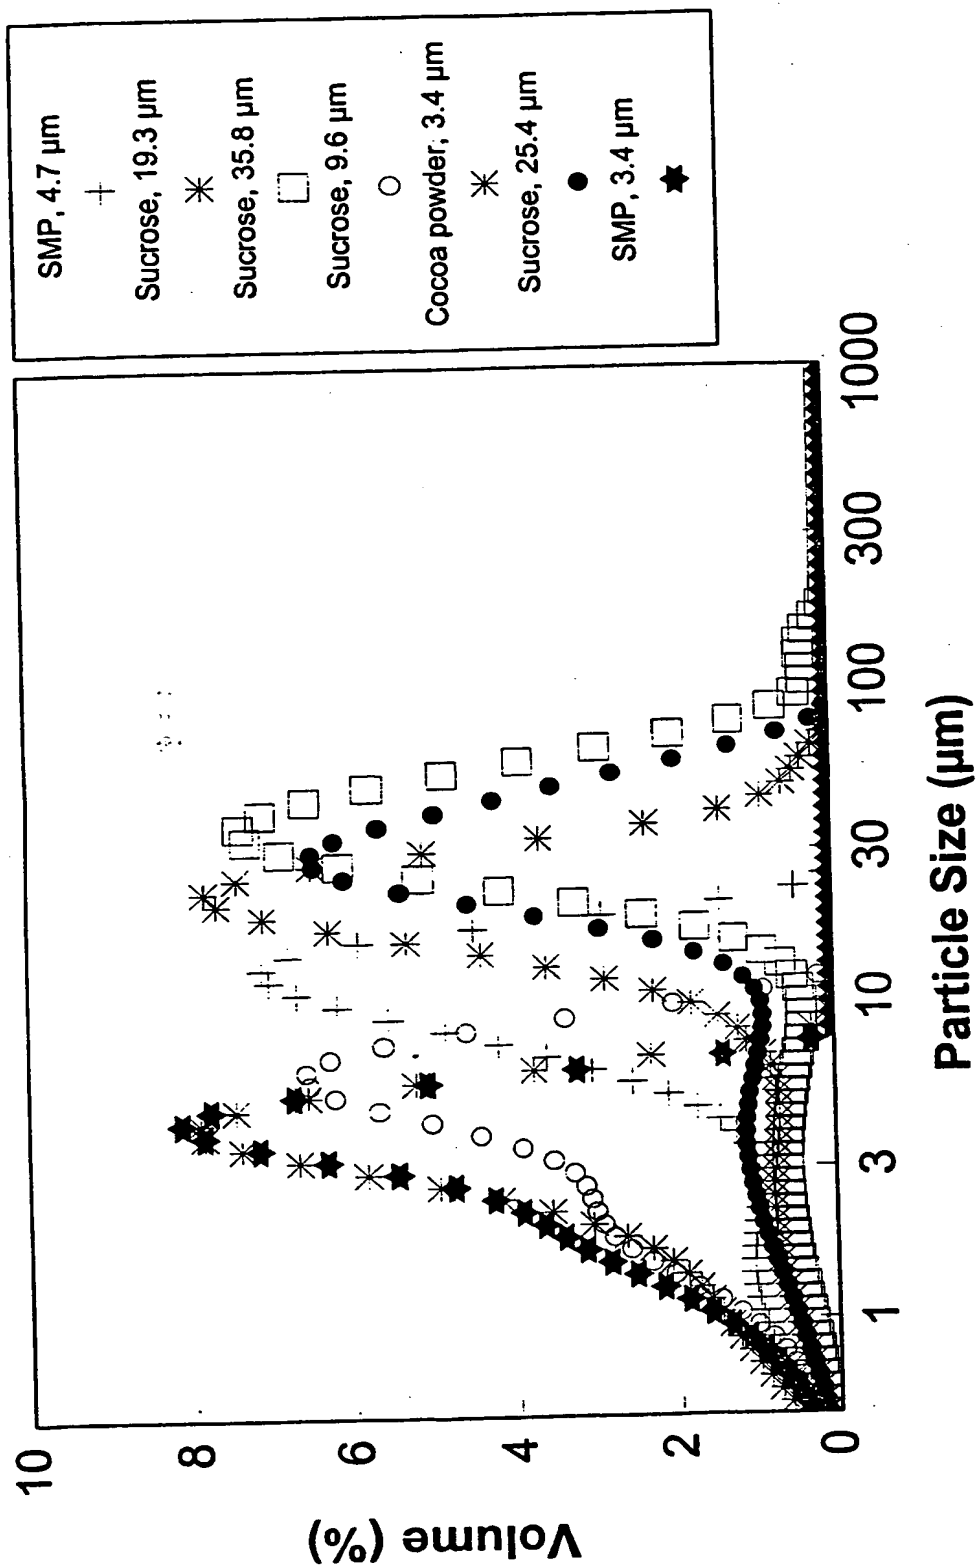 Volume (%)
10
8
6
4
2
0
1
3
10
30
100
300
1000
Particle Size (µm)
SMP, 4.7 µm
Sucrose, 19.3 µm
Sucrose, 35.8 µm
Sucrose, 9.6 µm
Cocoa powder; 3.4 µm
Sucrose, 25.4 µm
SMP, 3.4 µm